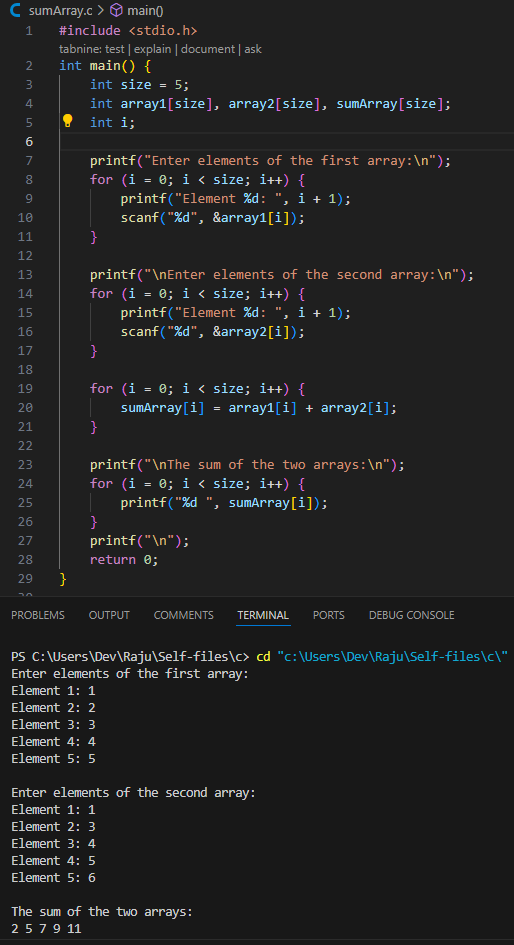 sumArray.c > main()
1 #include <stdio.h>
tabnine: test | explain | document | ask
2 int main() {
3 int size = 5;
4 int array1[size], array2[size], sumArray[size];
5 int i;
6
7 printf("Enter elements of the first array:\n");
8 for (i = 0; i < size; i++) {
9 printf("Element %d: ", i + 1);
10 scanf("%d", &array1[i]);
11 }
12
13 printf("\nEnter elements of the second array:\n");
14 for (i = 0; i < size; i++) {
15 printf("Element %d: ", i + 1);
16 scanf("%d", &array2[i]);
17 }
18
19 for (i = 0; i < size; i++) {
20 sumArray[i] = array1[i] + array2[i];
21 }
22
23 printf("\nThe sum of the two arrays:\n");
24 for (i = 0; i < size; i++) {
25 printf("%d ", sumArray[i]);
26 }
27 printf("\n");
28 return 0;
29 }
PROBLEMS OUTPUT COMMENTS TERMINAL PORTS DEBUG CONSOLE
PS C:\Users\Dev\Raju\Self-files\c> cd "c:\Users\Dev\Raju\Self-files\c\"
Enter elements of the first array:
Element 1: 1
Element 2: 2
Element 3: 3
Element 4: 4
Element 5: 5
Enter elements of the second array:
Element 1: 1
Element 2: 3
Element 3: 4
Element 4: 5
Element 5: 6
The sum of the two arrays:
2 5 7 9 11